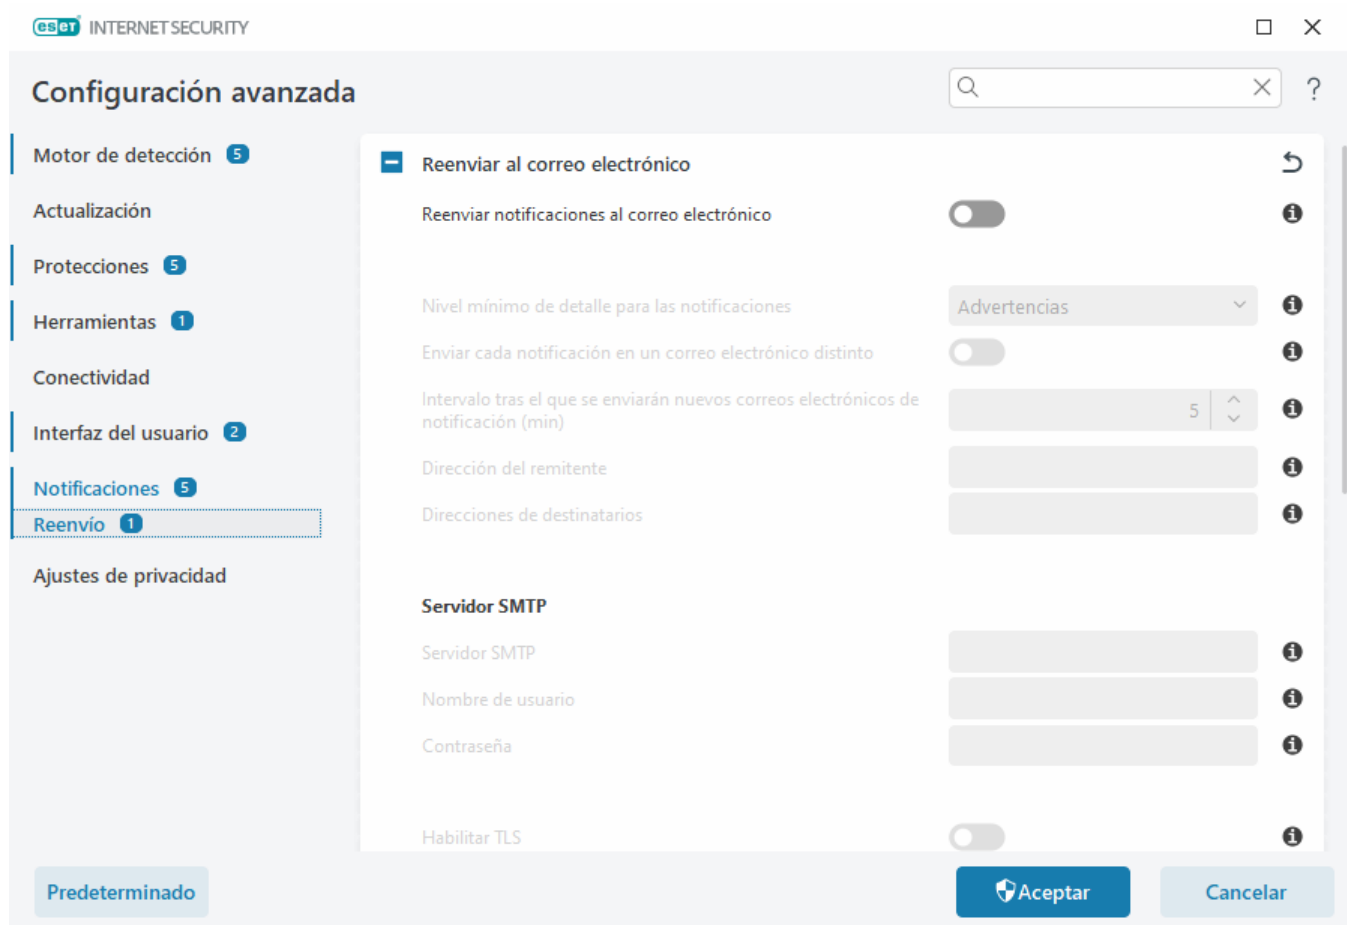 eset INTERNET SECURITY
Configuración avanzada
?
Motor de detección 5
Actualización
Protecciones 5
Herramientas 1
Conectividad
Interfaz del usuario 2
Notificaciones 5
Reenvío 1
Ajustes de privacidad
Reenviar al correo electrónico
Reenviar notificaciones al correo electrónico
Nivel mínimo de detalle para las notificaciones
Advertencias
Enviar cada notificación en un correo electrónico distinto
Intervalo tras el que se enviarán nuevos correos electrónicos de
notificación (min)
5
Dirección del remitente
Direcciones de destinatarios
Servidor SMTP
Servidor SMTP
Nombre de usuario
Contraseña
Habilitar TLS
Predeterminado
Aceptar
Cancelar